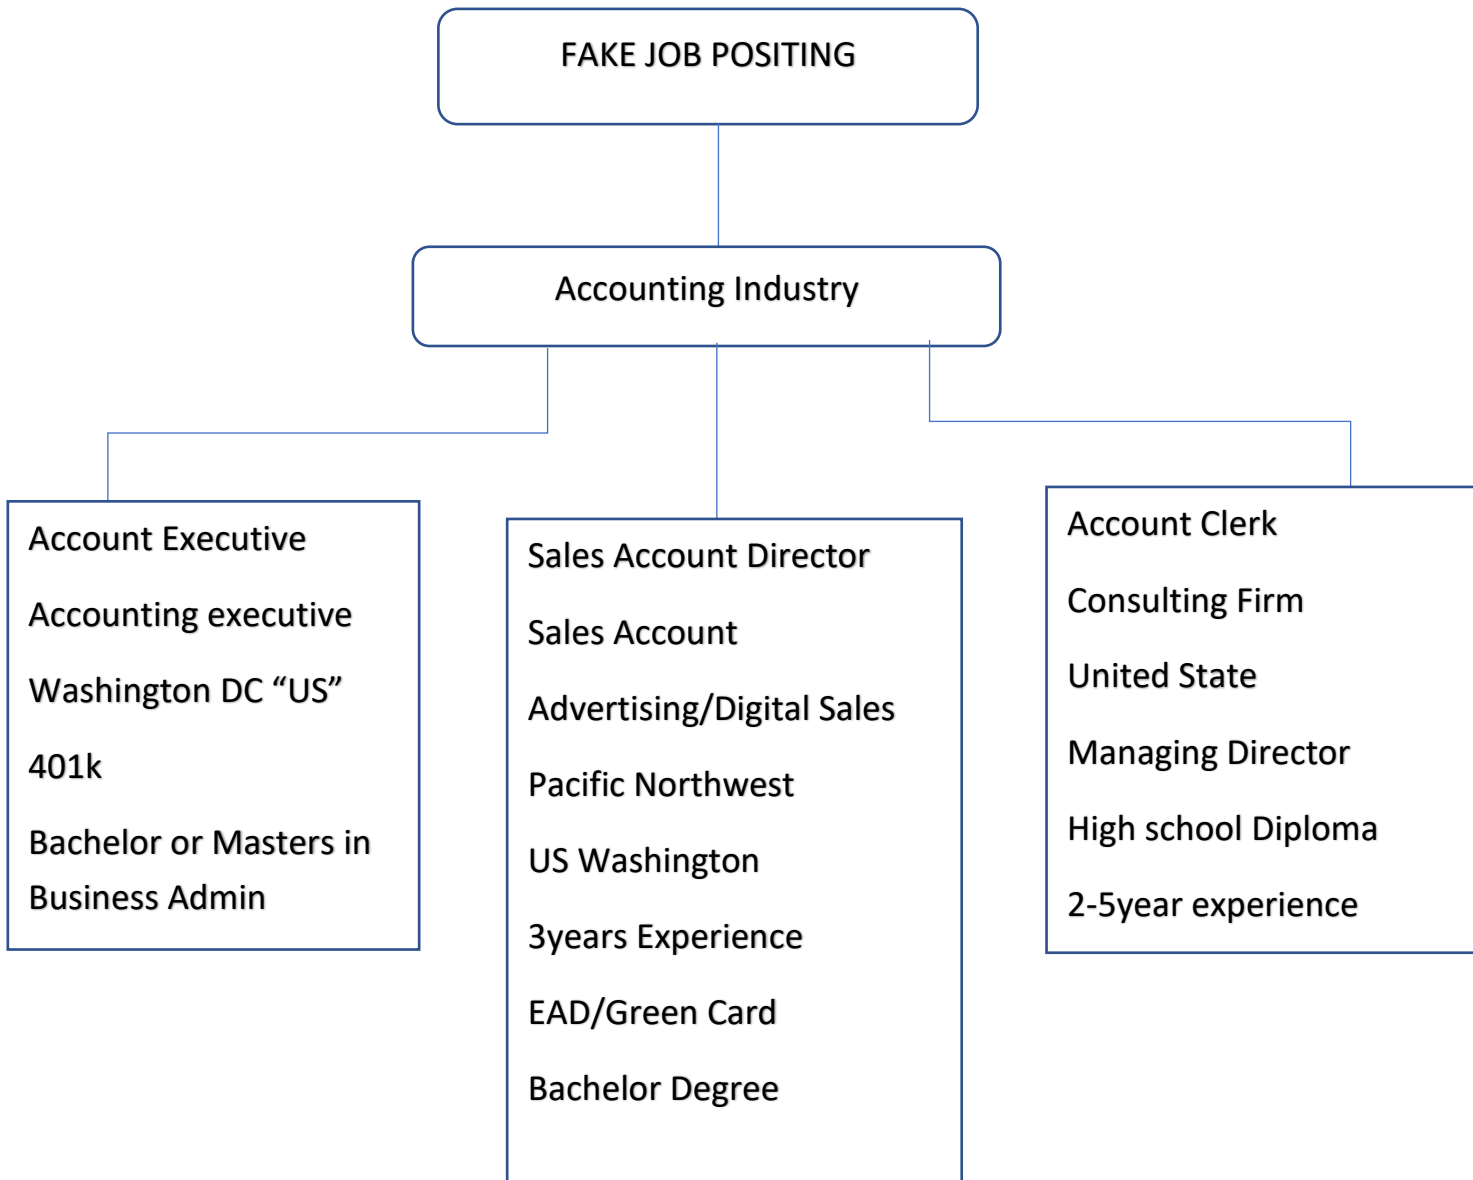 FAKE JOB POSITING
Accounting Industry
Account Executive
Accounting executive
Washington DC “US”
401k
Bachelor or Masters in
Business Admin
Sales Account Director
Sales Account
Advertising/Digital Sales
Pacific Northwest
US Washington
3years Experience
EAD/Green Card
Bachelor Degree
Account Clerk
Consulting Firm
United State
Managing Director
High school Diploma
2-5year experience